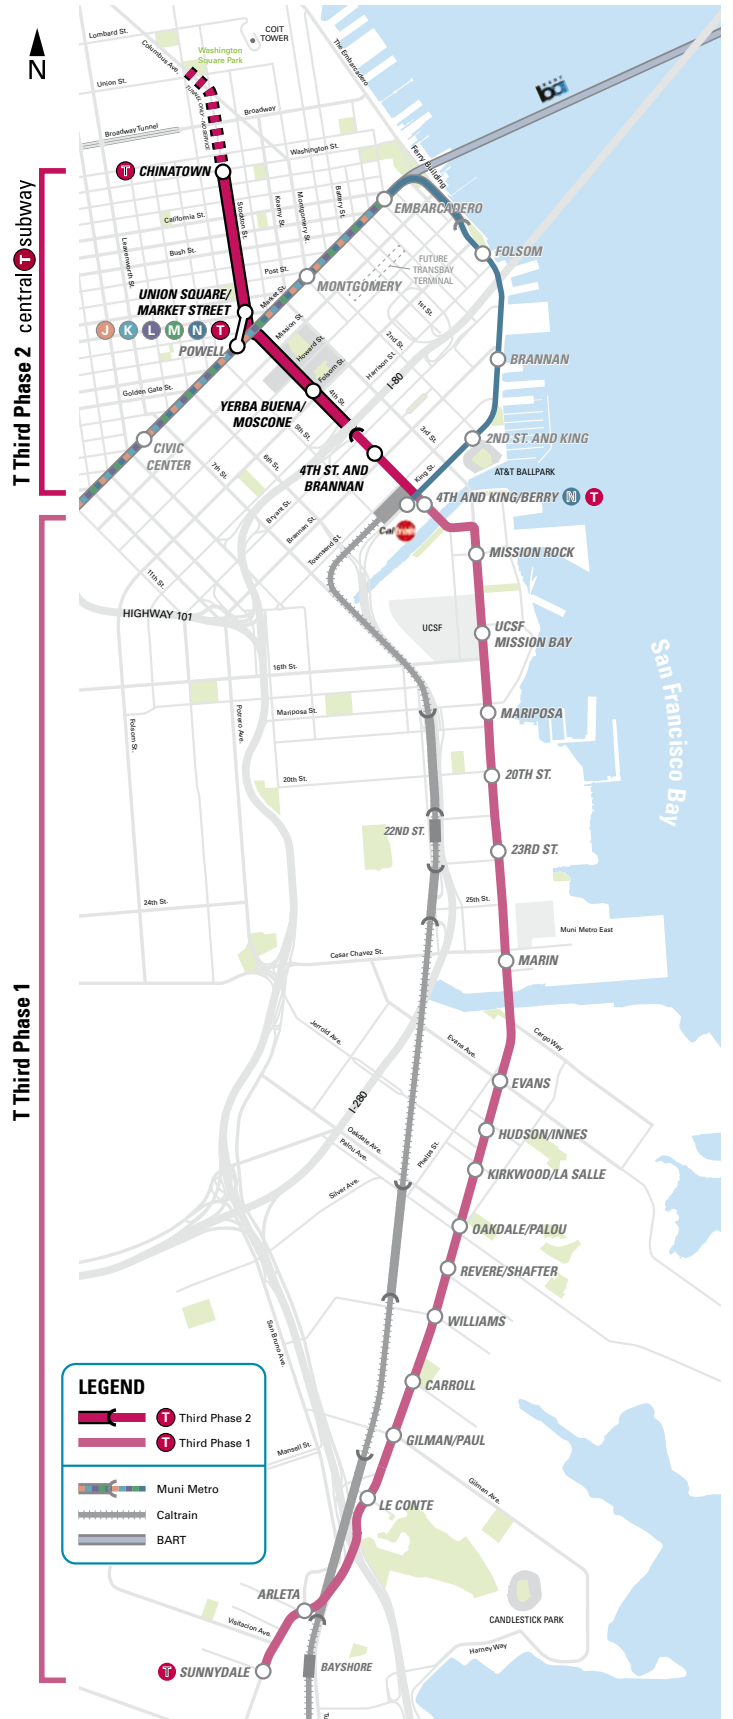 Lombard St.
COIT
TOWER
Columbus Ave.
Washington
Square Park
The Embarcadero
N
Union St.
TUNNEL ONLY - NO SERVICE
Broadway
Broadway Tunnel
Washington St.
Ferry Building
BART
ba
T CHINATOWN
T Third Phase 2 central T subway
California St.
Stockton St.
Kearny St.
Montgomery St.
Battery St.
EMBARCADERO
Leavenworth St.
Bush St.
FOLSOM
Post St.
FUTURE
TRANSBAY
TERMINAL
MONTGOMERY
UNION SQUARE/
MARKET STREET
Market St.
1st St.
J K L M N T
Mission St.
POWELL
Howard St.
2nd St.
BRANNAN
Folsom St.
Harrison St.
I-80
Golden Gate St.
4th St.
YERBA BUENA/
MOSCONE
5th St.
3rd St.
2ND ST. AND KING
CIVIC
CENTER
6th St.
7th St.
4TH ST. AND
BRANNAN
King St.
AT&T BALLPARK
4TH AND KING/BERRY N T
Bryant St.
Brannan St.
Caltrain
Townsend St.
MISSION ROCK
11th St.
HIGHWAY 101
UCSF
UCSF
MISSION BAY
San Francisco Bay
16th St.
Folsom St.
Potrero Ave.
Mariposa St.
MARIPOSA
20th St.
20TH ST.
22ND ST.
23RD ST.
24th St.
25th St.
Muni Metro East
Cesar Chavez St.
MARIN
T Third Phase 1
Jerrold Ave.
Evans Ave.
Cargo Way
EVANS
I-280
Oakdale Ave.
Palou Ave.
Phelps St.
HUDSON/INNES
KIRKWOOD/LA SALLE
Silver Ave.
OAKDALE/PALOU
REVERE/SHAFTER
San Bruno Ave.
WILLIAMS
LEGEND
T Third Phase 2
T Third Phase 1
Muni Metro
Caltrain
BART
CARROLL
Mansell St.
GILMAN/PAUL
Gilman Ave.
LE CONTE
ARLETA
Visitacion Ave.
CANDLESTICK PARK
Harney Way
T SUNNYDALE
BAYSHORE